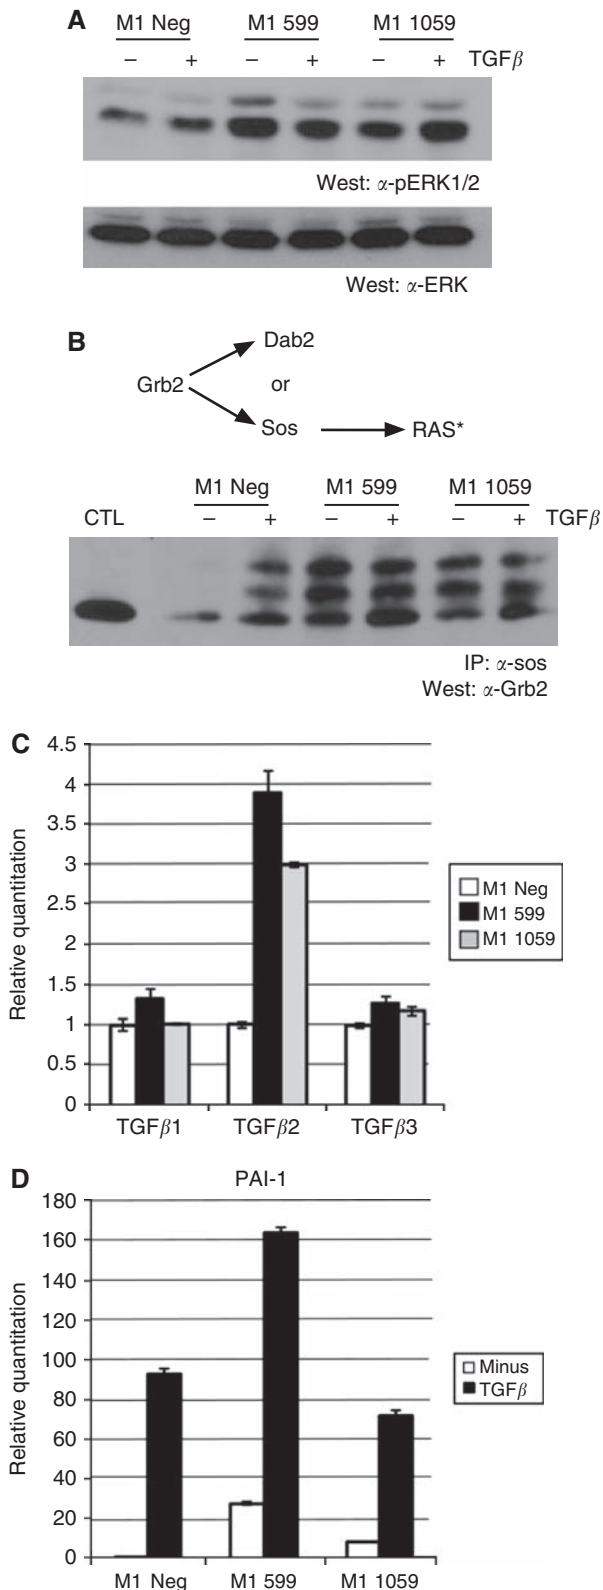 A
M1 Neg M1 599 M1 1059
– + – + – + TGFβ
West: α-pERK1/2
West: α-ERK
B
Dab2
Grb2 or
Sos RAS*
M1 Neg M1 599 M1 1059
CTL – + – + – + TGFβ
IP: α-sos
West: α-Grb2
C
4.5
4
3.5
3
2.5
2
1.5
1
0.5
0
Relative quantitation
TGFβ1 TGFβ2 TGFβ3
M1 Neg
M1 599
M1 1059
D
PAI-1
180
160
140
120
100
80
60
40
20
0
Relative quantitation
M1 Neg M1 599 M1 1059
Minus
TGFβ